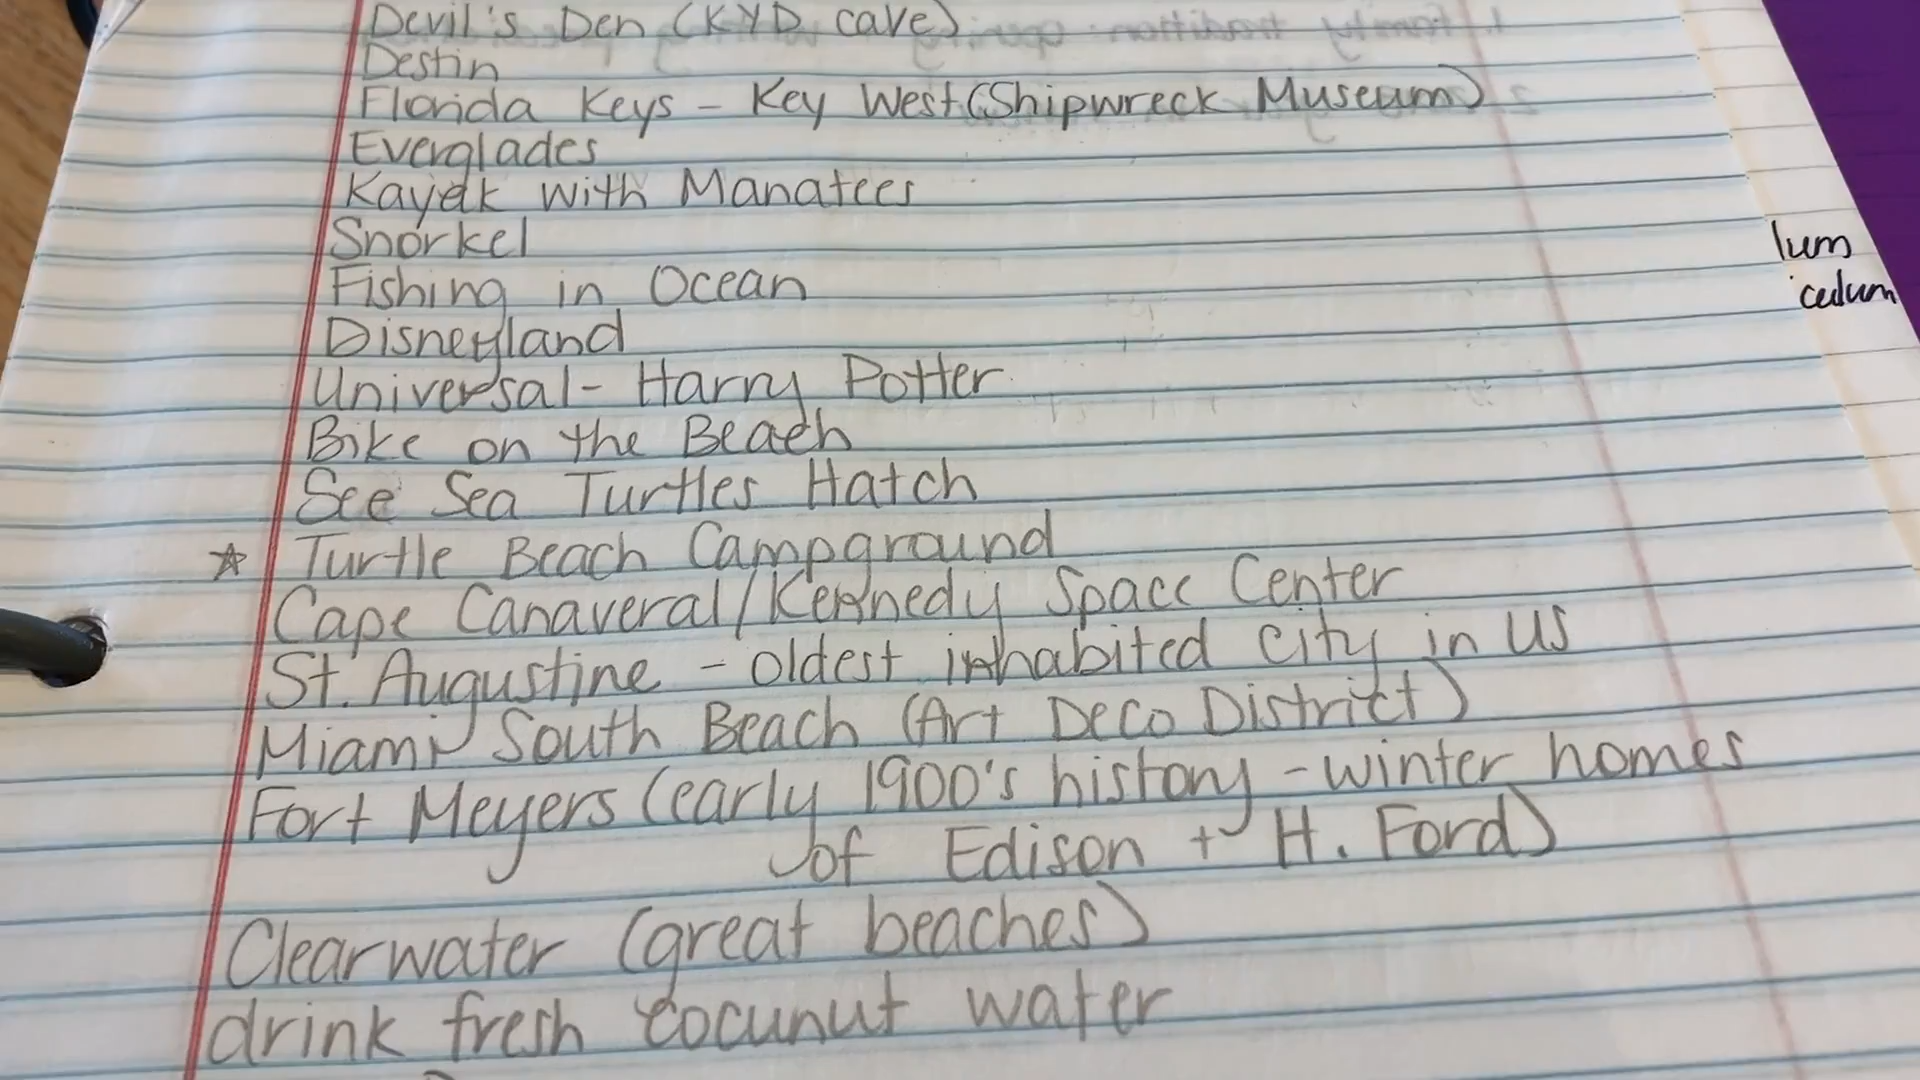 Devil's Den (KYD cave)
Destin
Florida Keys - Key West (Shipwreck Museum)
Everglades
Kayak with Manatees
Snorkel
Fishing in Ocean
Disneyland
Universal - Harry Potter
Bike on the Beach
See Sea Turtles Hatch
☆ Turtle Beach Campground
Cape Canaveral/Kennedy Space Center
St. Augustine - oldest inhabited city in US
Miami South Beach (Art Deco District)
Fort Meyers (early 1900's history - winter homes
of Edison + H. Ford)
Clearwater (great beaches)
drink fresh cocunut water
lum